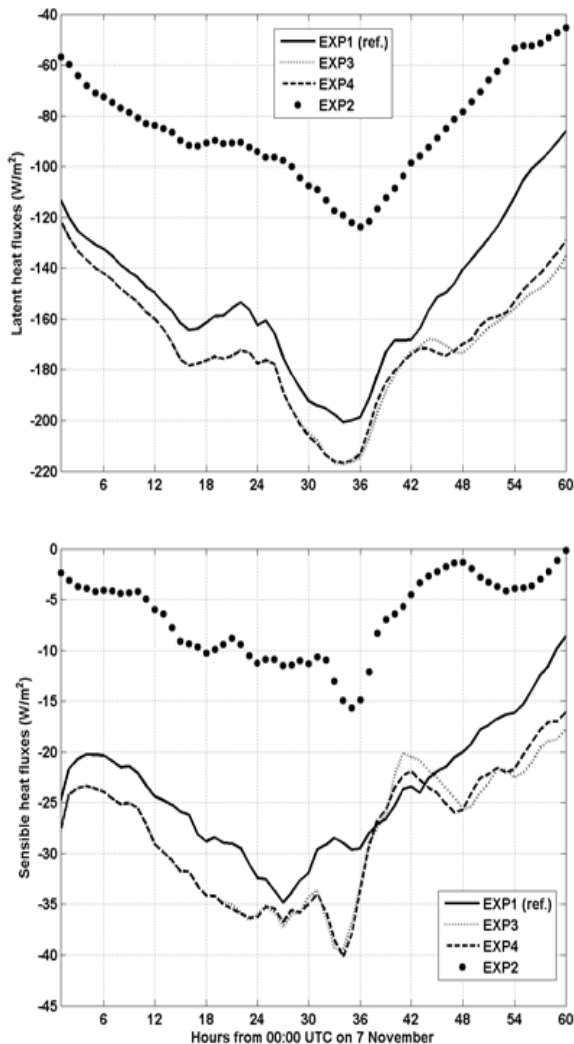 -40
-60
-80
-100
-120
-140
-160
-180
-200
-220
Latent heat fluxes (W/m²)
EXP1 (ref.)
EXP3
EXP4
EXP2
6 12 18 24 30 36 42 48 54 60
0
-5
-10
-15
-20
-25
-30
-35
-40
-45
Sensible heat fluxes (W/m²)
EXP1 (ref.)
EXP3
EXP4
EXP2
6 12 18 24 30 36 42 48 54 60
Hours from 00:00 UTC on 7 November